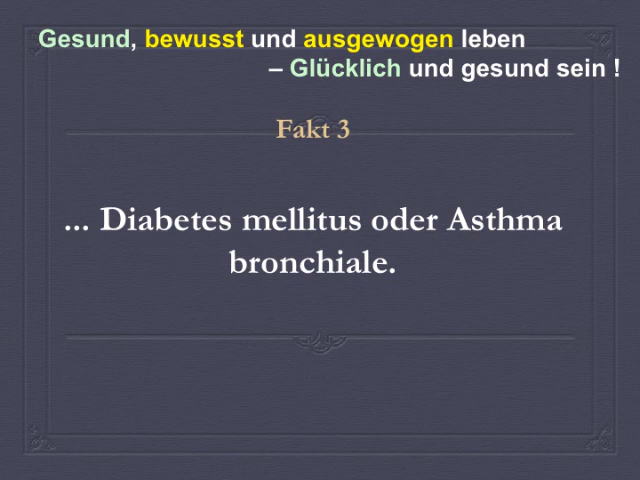 Gesund, bewusst und ausgewogen leben
– Glücklich und gesund sein !
Fakt 3
... Diabetes mellitus oder Asthma
bronchiale.